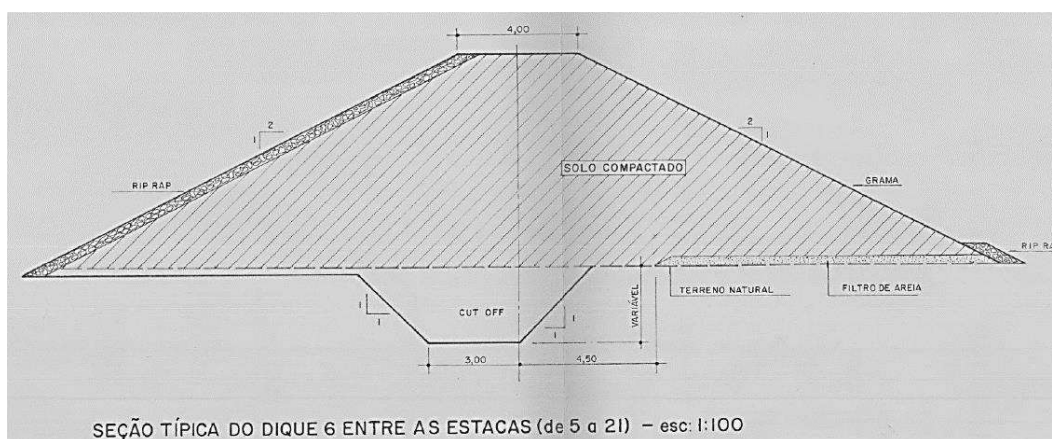 4,00
2
1
2
1
SOLO COMPACTADO
RIP RAP
GRAMA
RIP RA
TERRENO NATURAL
FILTRO DE AREIA
VARIÁVEL
CUT OFF
1
1
1
1
3,00
4,50
SEÇÃO TÍPICA DO DIQUE 6 ENTRE AS ESTACAS (de 5 a 21) - esc: 1:100